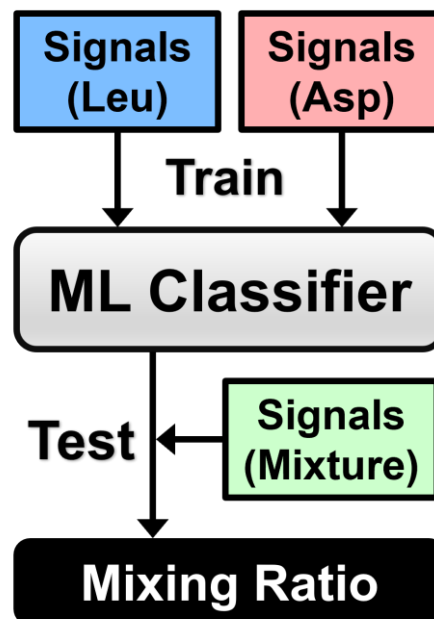 Signals
(Leu)
Signals
(Asp)
Train
ML Classifier
Test
Signals
(Mixture)
Mixing Ratio